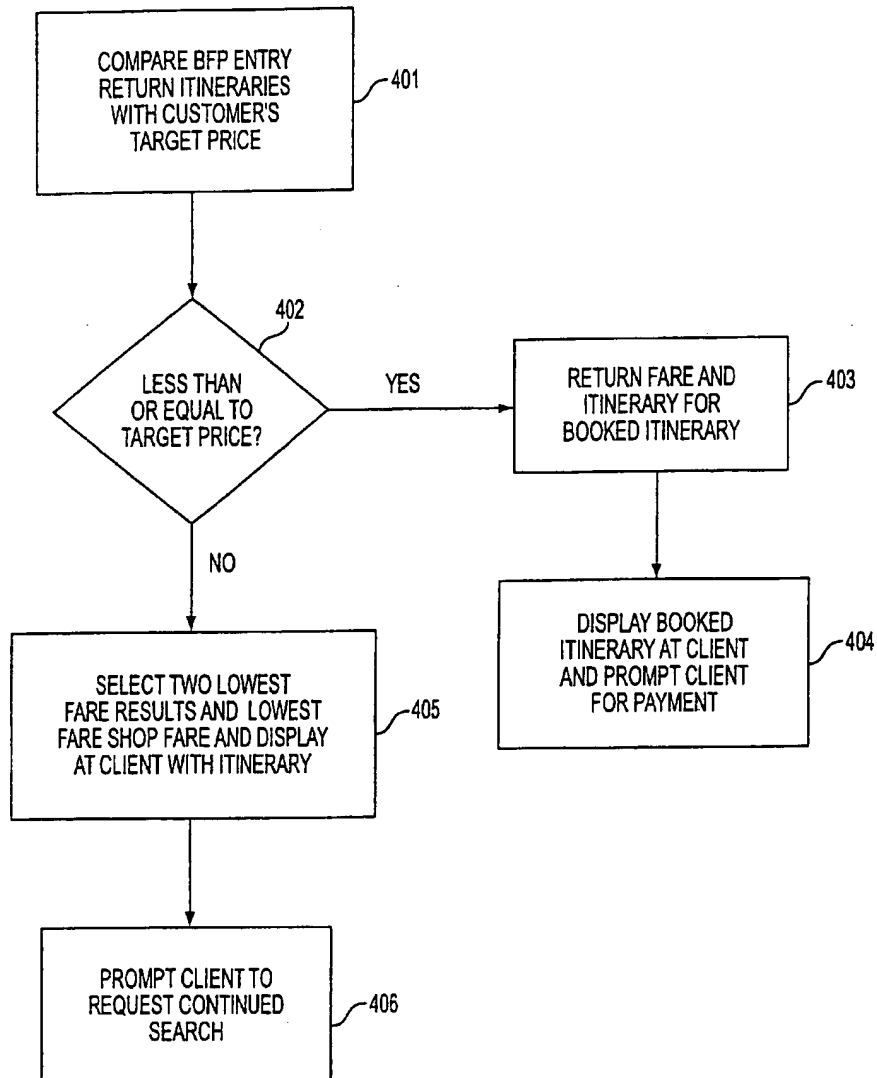 COMPARE BFP ENTRY
RETURN ITINERARIES
WITH CUSTOMER'S
TARGET PRICE
401
402
LESS THAN
OR EQUAL TO
TARGET PRICE?
YES
RETURN FARE AND
ITINERARY FOR
BOOKED ITINERARY
403
NO
DISPLAY BOOKED
ITINERARY AT CLIENT
AND PROMPT CLIENT
FOR PAYMENT
404
SELECT TWO LOWEST
FARE RESULTS AND LOWEST
FARE SHOP FARE AND DISPLAY
AT CLIENT WITH ITINERARY
405
PROMPT CLIENT TO
REQUEST CONTINUED
SEARCH
406